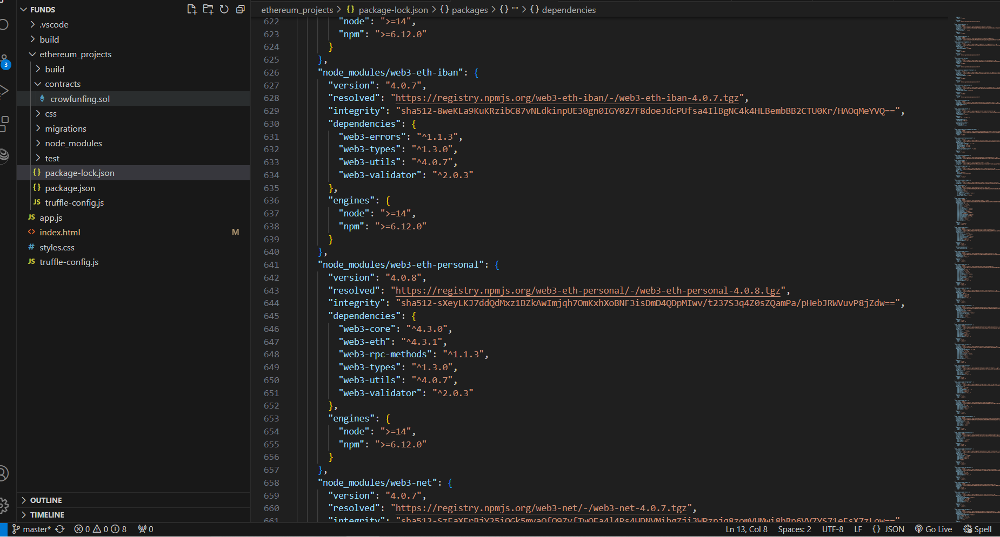 FUNDS
.vscode
build
ethereum_projects
build
contracts
crowfunfing.sol
css
migrations
node_modules
test
{} package-lock.json
{} package.json
JS truffle-config.js
JS app.js
<> index.html M
# styles.css
JS truffle-config.js
OUTLINE
TIMELINE
3
ethereum_projects > {} package-lock.json > {} packages > {} "" > {} dependencies
622 "node": ">=14",
623 "npm": ">=6.12.0"
624 }
625 },
626 "node_modules/web3-eth-iban": {
627 "version": "4.0.7",
628 "resolved": "https://registry.npmjs.org/web3-eth-iban/-/web3-eth-iban-4.0.7.tgz",
629 "integrity": "sha512-8weKLa9KuKRzibC87vNLdkinpUE30gn0IGY027F8doeJdcPUfsa4IlBgNC4k4HLBembBB2CTU0Kr/HAOqMeYVQ==",
630 "dependencies": {
631 "web3-errors": "^1.1.3",
632 "web3-types": "^1.3.0",
633 "web3-utils": "^4.0.7",
634 "web3-validator": "^2.0.3"
635 },
636 "engines": {
637 "node": ">=14",
638 "npm": ">=6.12.0"
639 }
640 },
641 "node_modules/web3-eth-personal": {
642 "version": "4.0.8",
643 "resolved": "https://registry.npmjs.org/web3-eth-personal/-/web3-eth-personal-4.0.8.tgz",
644 "integrity": "sha512-sXeyLKJ7ddQdMxz1BZkAwImjqh7OmKxhXoBNF3isDmD4QDpMIwv/t237S3q4Z0sZQamPa/pHebJRWVuvP8jZdw==",
645 "dependencies": {
646 "web3-core": "^4.3.0",
647 "web3-eth": "^4.3.1",
648 "web3-rpc-methods": "^1.1.3",
649 "web3-types": "^1.3.0",
650 "web3-utils": "^4.0.7",
651 "web3-validator": "^2.0.3"
652 },
653 "engines": {
654 "node": ">=14",
655 "npm": ">=6.12.0"
656 }
657 },
658 "node_modules/web3-net": {
659 "version": "4.0.7",
660 "resolved": "https://registry.npmjs.org/web3-net/-/web3-net-4.0.7.tgz",
661 "integrity":
master* 0 0 8 0
Ln 13, Col 8 Spaces: 2 UTF-8 LF {} JSON Go Live Spell